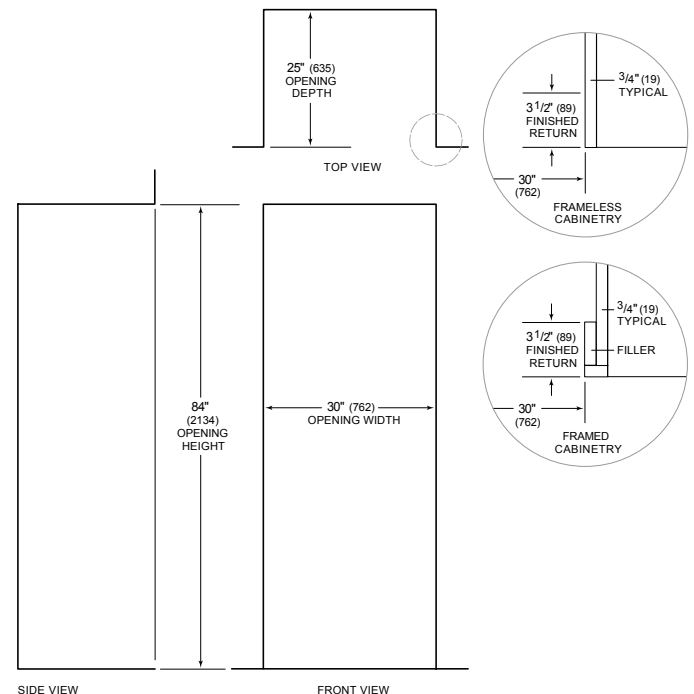 25" (635)
OPENING
DEPTH
TOP VIEW
3/4" (19)
TYPICAL
3 1/2" (89)
FINISHED
RETURN
30"
(762)
FRAMELESS
CABINETRY
3/4" (19)
TYPICAL
3 1/2" (89)
FINISHED
RETURN
FILLER
30"
(762)
FRAMED
CABINETRY
84"
(2134)
OPENING
HEIGHT
30" (762)
OPENING WIDTH
SIDE VIEW
FRONT VIEW